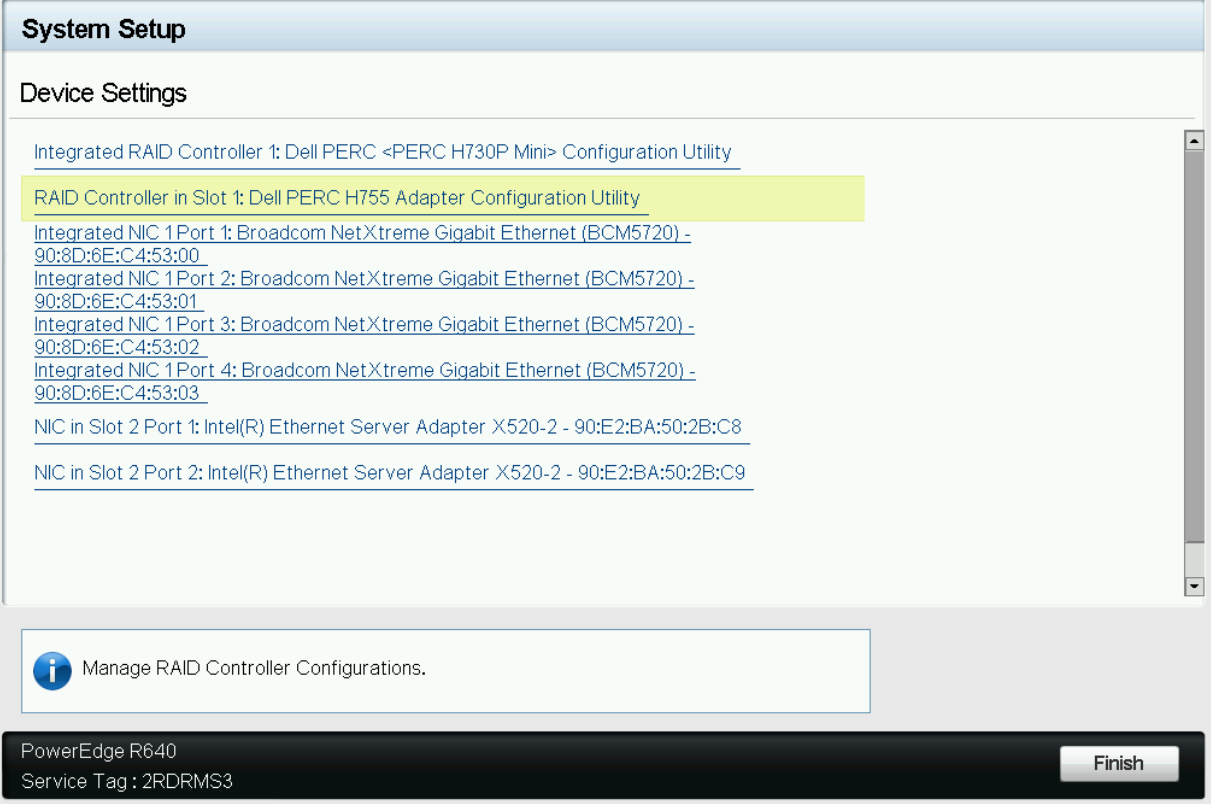 System Setup
Device Settings
Integrated RAID Controller 1: Dell PERC <PERC H730P Mini> Configuration Utility
RAID Controller in Slot 1: Dell PERC H755 Adapter Configuration Utility
Integrated NIC 1 Port 1: Broadcom NetXtreme Gigabit Ethernet (BCM5720) -
90:8D:6E:C4:53:00
Integrated NIC 1 Port 2: Broadcom NetXtreme Gigabit Ethernet (BCM5720) -
90:8D:6E:C4:53:01
Integrated NIC 1 Port 3: Broadcom NetXtreme Gigabit Ethernet (BCM5720) -
90:8D:6E:C4:53:02
Integrated NIC 1 Port 4: Broadcom NetXtreme Gigabit Ethernet (BCM5720) -
90:8D:6E:C4:53:03
NIC in Slot 2 Port 1: Intel(R) Ethernet Server Adapter X520-2 - 90:E2:BA:50:2B:C8
NIC in Slot 2 Port 2: Intel(R) Ethernet Server Adapter X520-2 - 90:E2:BA:50:2B:C9
Manage RAID Controller Configurations.
PowerEdge R640
Service Tag : 2RDRMS3
Finish